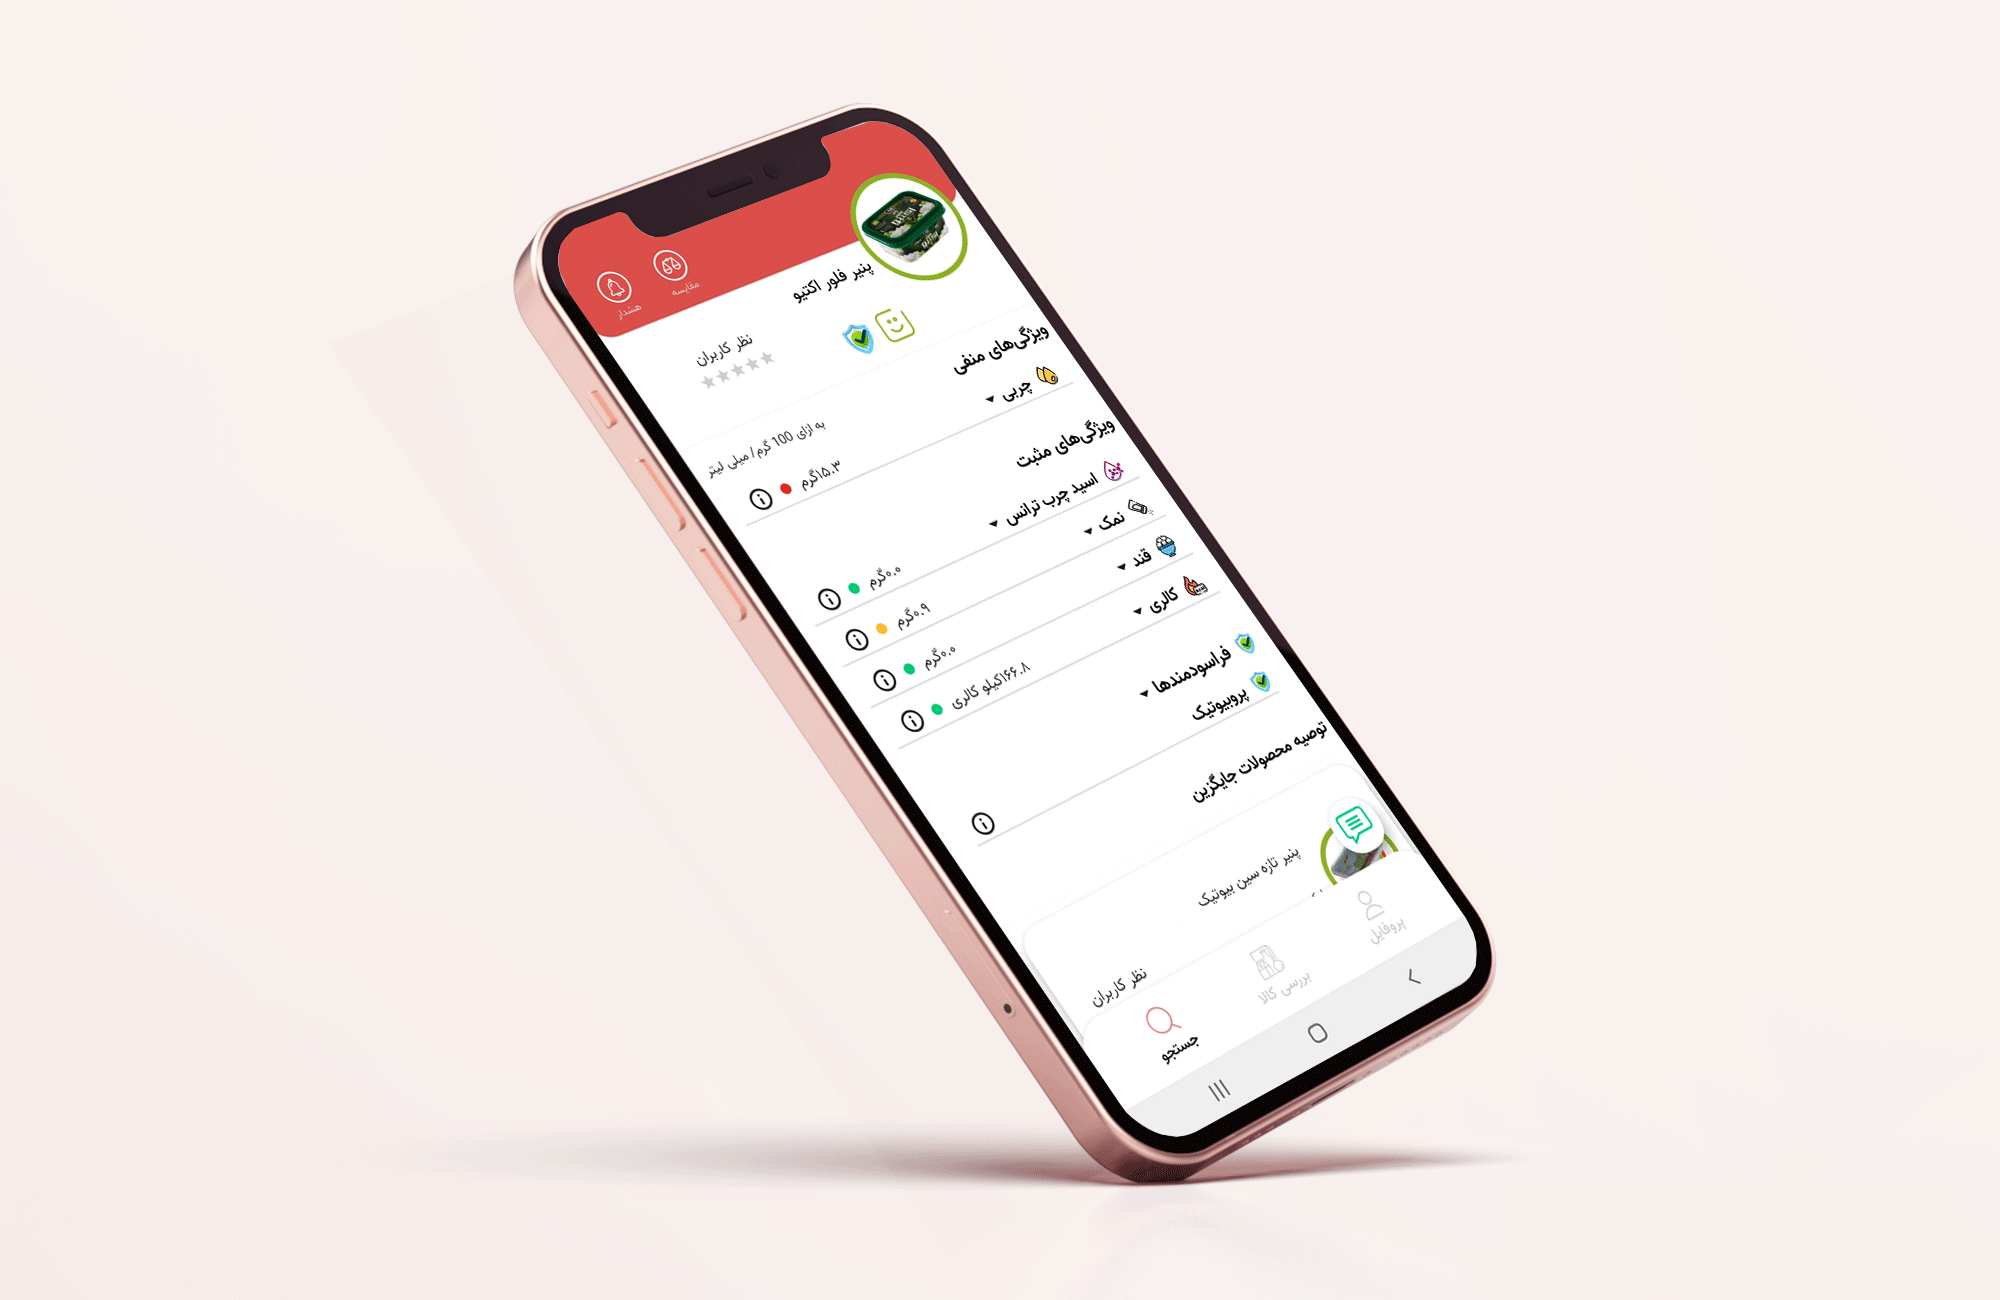 مقایسه
هشدار
پنیر فلور اکتیو
نظر کاربران
ویژگی‌های منفی
به ازای 100 گرم/ میلی لیتر
چربی
۱۵.۳گرم
ویژگی‌های مثبت
اسید چرب ترانس
۰.۰گرم
نمک
۰.۹گرم
قند
۰.۰گرم
کالری
۱۶۶.۸کیلو کالری
فراسودمندها
پروبیوتیک
توصیه محصولات جایگزین
پنیر تازه سین بیوتیک
نظر کاربران
پروفایل
بررسی کالا
جستجو